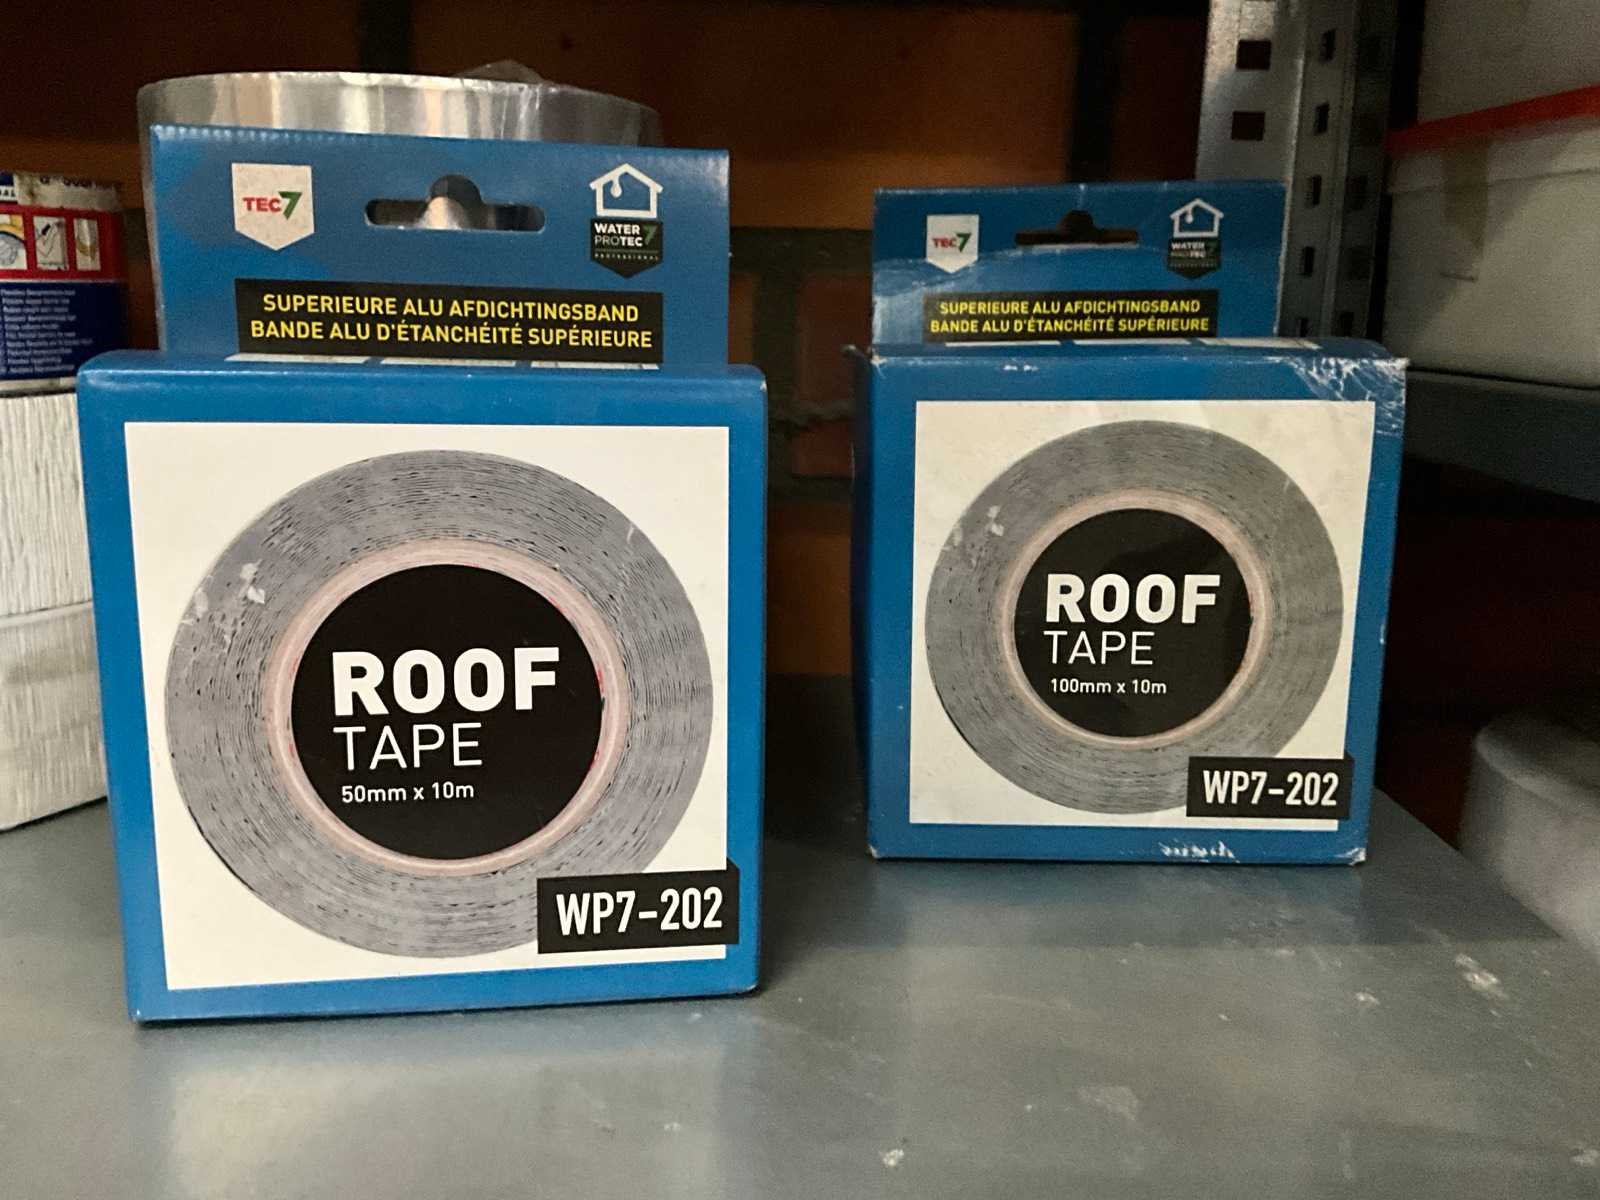 TEC7
WATER
PROTEC7
PROFESSIONAL
SUPERIEURE ALU AFDICHTINGSBAND
BANDE ALU D'ÉTANCHÉITÉ SUPÉRIEURE
ROOF
TAPE
50mm x 10m
WP7-202
TEC7
WATER
PROTEC7
SUPERIEURE ALU AFDICHTINGSBAND
BANDE ALU D'ÉTANCHÉITÉ SUPÉRIEURE
ROOF
TAPE
100mm x 10m
WP7-202